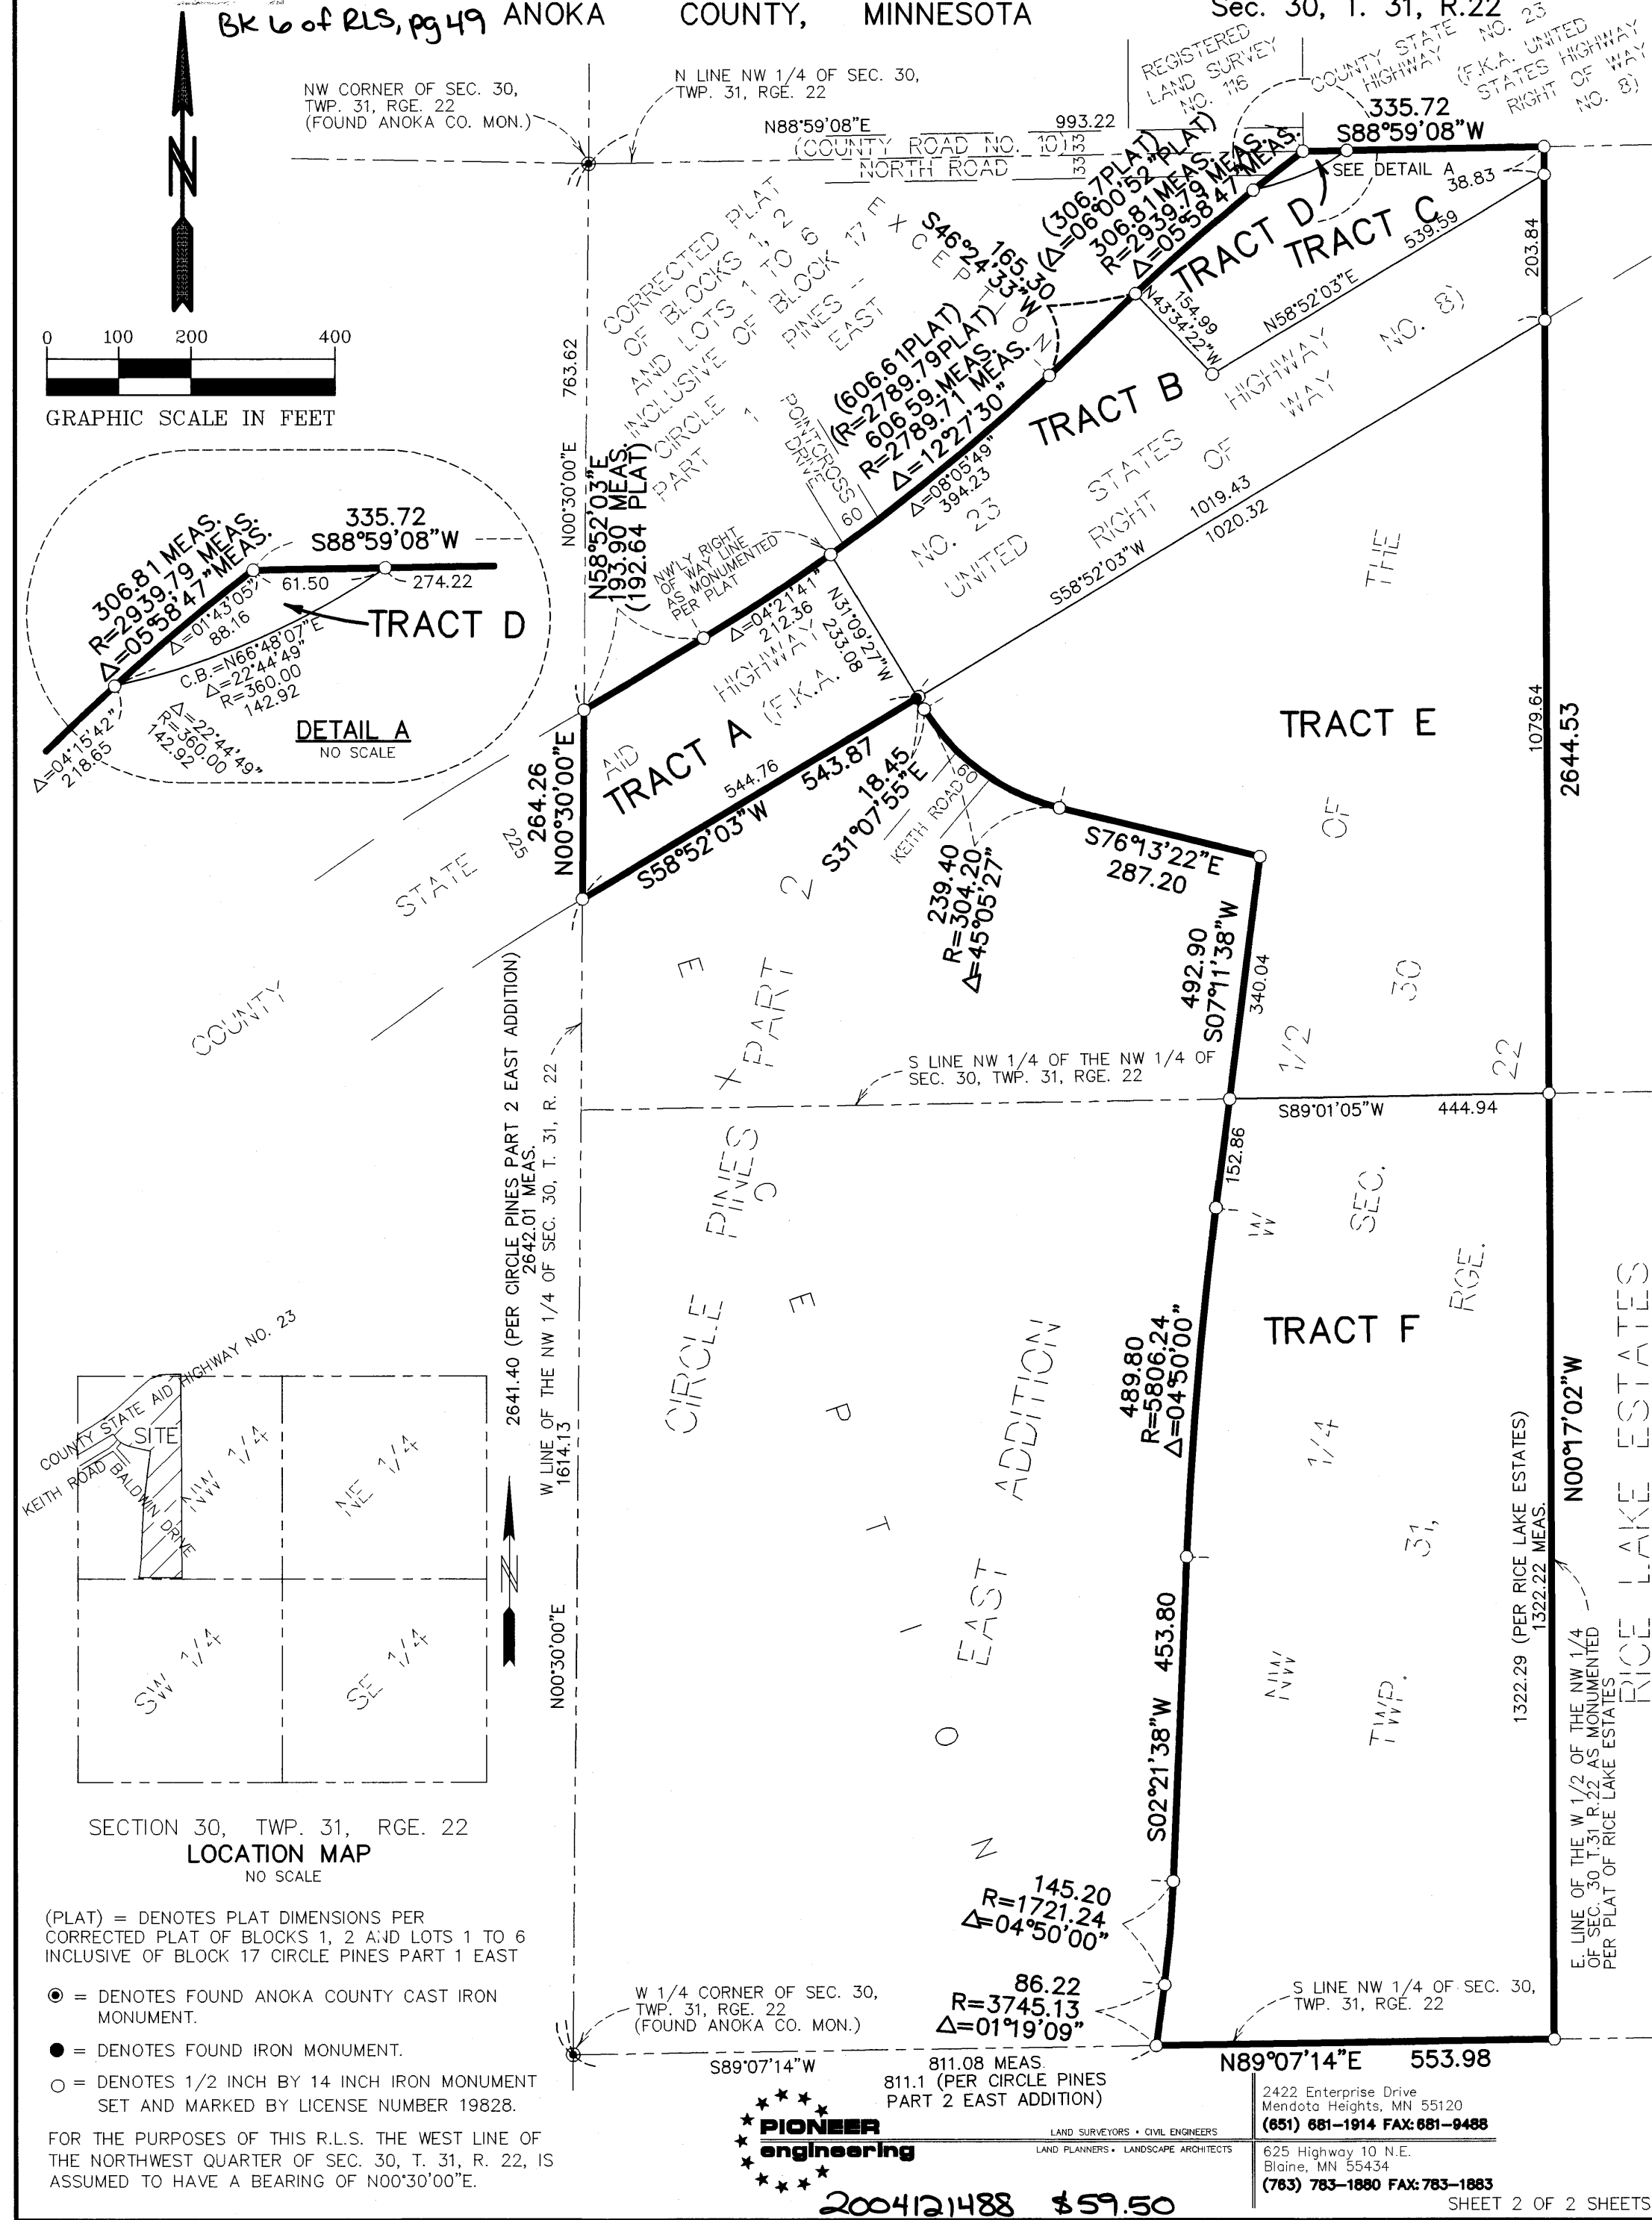 BK 6 of RLS, pg 49
ANOKA COUNTY, MINNESOTA
Sec. 30, T. 31, R.22
NW CORNER OF SEC. 30,
TWP. 31, RGE. 22
(FOUND ANOKA CO. MON.)
N LINE NW 1/4 OF SEC. 30,
TWP. 31, RGE. 22
N88°59'08"E 993.22
(COUNTY ROAD NO. 10)
NORTH ROAD
33 33
REGISTERED
LAND SURVEY
NO. 116
COUNTY STATE NO. 23
HIGHWAY
(F.K.A. UNITED
STATES HIGHWAY
RIGHT OF WAY
NO. 8)
335.72
S88°59'08"W
SEE DETAIL A
38.83
539.59
203.84
N58°52'03"E
N43°34'22"W
154.99
TRACT D
TRACT C
TRACT B
(306.7PLAT)
(Δ=06°00'52"PLAT)
306.81 MEAS.
R=2939.79 MEAS.
Δ=05°58'47"MEAS.
S46°24'33"W
165.30
(606.61PLAT)
(R=2789.79PLAT)
606.59 MEAS.
R=2789.71 MEAS.
Δ=12°27'30"
Δ=08°05'49"
394.23
CORRECTED PLAT
OF BLOCKS 1, 2
AND LOTS 1 TO 6
INCLUSIVE OF BLOCK 17
CIRCLE PINES --
PART 1 EAST
EXCEPTION
POINTCROSS
DRIVE
60
NO. 23
UNITED STATES HIGHWAY
RIGHT OF WAY
NO. 8)
1019.43
1020.32
S58°52'03"W
0 100 200 400
GRAPHIC SCALE IN FEET
763.62
N00°30'00"E
N58°52'03"E
193.90 MEAS.
(192.64 PLAT)
NW'LY RIGHT
OF WAY LINE
AS MONUMENTED
PER PLAT
Δ=04°21'41"
212.36
N31°09'27"W
233.08
HIGHWAY
(F.K.A.
AID
TRACT A
544.76
543.87
S58°52'03"W
264.26
N00°30'00"E
225
STATE
COUNTY
306.81 MEAS.
R=2939.79 MEAS.
Δ=05°58'47"MEAS.
335.72
S88°59'08"W
61.50
274.22
Δ=01°43'05"
88.16
TRACT D
C.B.=N66°48'07"E
Δ=22°44'49"
R=360.00
142.92
Δ=22°44'49"
R=360.00
142.92
Δ=04°15'42"
218.65
DETAIL A
NO SCALE
18.45
S31°07'55"E
KEITH ROAD
60
239.40
R=304.20
Δ=45°05'27"
S76°13'22"E
287.20
492.90
S07°11'38"W
340.04
TRACT E
1079.64
2644.53
S LINE NW 1/4 OF THE NW 1/4 OF
SEC. 30, TWP. 31, RGE. 22
S89°01'05"W 444.94
152.86
THE
OF
30
1/2
22
W
SEC.
RGE.
1/4
31,
NW
TWP.
CIRCLE PINES PART 2
EAST ADDITION
EXCEPTION
2641.40 (PER CIRCLE PINES PART 2 EAST ADDITION)
2642.01 MEAS.
W LINE OF THE NW 1/4 OF SEC. 30, T. 31, R. 22
1614.13
N00°30'00"E
TRACT F
489.80
R=5806.24
Δ=04°50'00"
S02°21'38"W 453.80
145.20
R=1721.24
Δ=04°50'00"
86.22
R=3745.13
Δ=01°19'09"
N00°17'02"W
1322.29 (PER RICE LAKE ESTATES)
1322.22 MEAS.
E. LINE OF THE W 1/2 OF THE NW 1/4
OF SEC. 30 T.31 R.22 AS MONUMENTED
PER PLAT OF RICE LAKE ESTATES
RICE LAKE ESTATES
COUNTY STATE AID HIGHWAY NO. 23
SITE
KEITH ROAD
BALDWIN DRIVE
NW 1/4
NE 1/4
SW 1/4
SE 1/4
SECTION 30, TWP. 31, RGE. 22
LOCATION MAP
NO SCALE
(PLAT) = DENOTES PLAT DIMENSIONS PER
CORRECTED PLAT OF BLOCKS 1, 2 AND LOTS 1 TO 6
INCLUSIVE OF BLOCK 17 CIRCLE PINES PART 1 EAST
= DENOTES FOUND ANOKA COUNTY CAST IRON
MONUMENT.
= DENOTES FOUND IRON MONUMENT.
= DENOTES 1/2 INCH BY 14 INCH IRON MONUMENT
SET AND MARKED BY LICENSE NUMBER 19828.
FOR THE PURPOSES OF THIS R.L.S. THE WEST LINE OF
THE NORTHWEST QUARTER OF SEC. 30, T. 31, R. 22, IS
ASSUMED TO HAVE A BEARING OF N00°30'00"E.
W 1/4 CORNER OF SEC. 30,
TWP. 31, RGE. 22
(FOUND ANOKA CO. MON.)
S89°07'14"W
811.08 MEAS.
811.1 (PER CIRCLE PINES
PART 2 EAST ADDITION)
S LINE NW 1/4 OF SEC. 30,
TWP. 31, RGE. 22
N89°07'14"E 553.98
PIONEER
engineering
LAND SURVEYORS • CIVIL ENGINEERS
LAND PLANNERS • LANDSCAPE ARCHITECTS
2422 Enterprise Drive
Mendota Heights, MN 55120
(651) 681-1914 FAX:681-9488
625 Highway 10 N.E.
Blaine, MN 55434
(763) 783-1880 FAX:783-1883
2004121488 $59.50
SHEET 2 OF 2 SHEETS